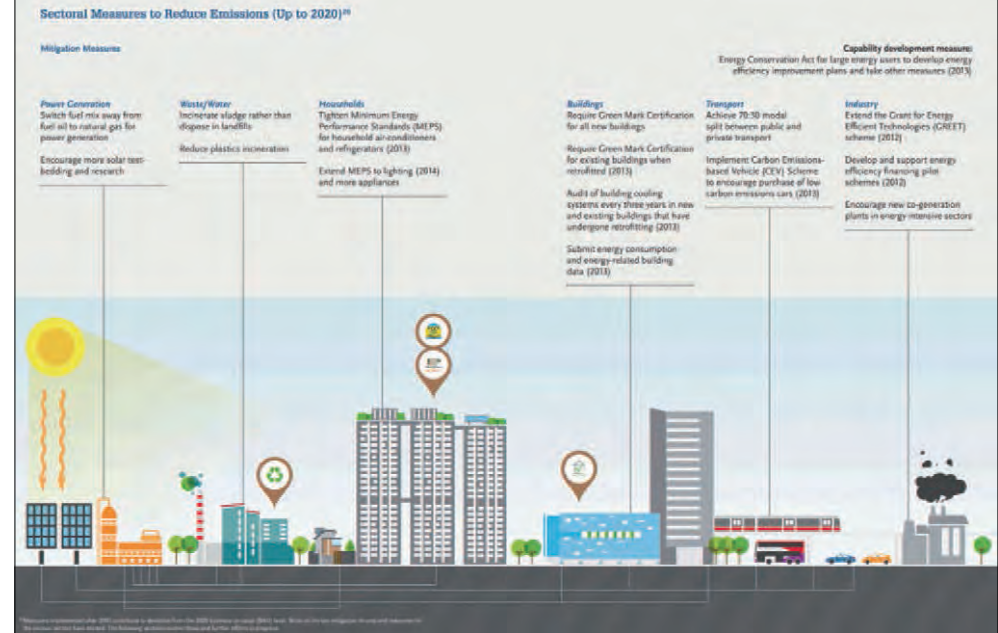 Sectoral Measures to Reduce Emissions (Up to 2020)²⁶
Mitigation Measures
Capability development measure:
Energy Conservation Act for large energy users to develop energy
efficiency improvement plans and take other measures (2013)
Power Generation
Switch fuel mix away from
fuel oil to natural gas for
power generation
Encourage more solar test-
bedding and research
Waste/Water
Incinerate sludge rather than
dispose in landfills
Reduce plastics incineration
Households
Tighten Minimum Energy
Performance Standards (MEPS)
for household air-conditioners
and refrigerators (2013)
Extend MEPS to lighting (2014)
and more appliances
Buildings
Require Green Mark Certification
for all new buildings
Require Green Mark Certification
for existing buildings when
retrofitted (2013)
Audit of building cooling
systems every three years in new
and existing buildings that have
undergone retrofitting (2013)
Submit energy consumption
and energy-related building
data (2013)
Transport
Achieve 70:30 modal
split between public and
private transport
Implement Carbon Emissions-
based Vehicle (CEV) Scheme
to encourage purchase of low
carbon emissions cars (2013)
Industry
Extend the Grant for Energy
Efficient Technologies (GREET)
scheme (2012)
Develop and support energy
efficiency financing pilot
schemes (2012)
Encourage new co-generation
plants in energy intensive sectors